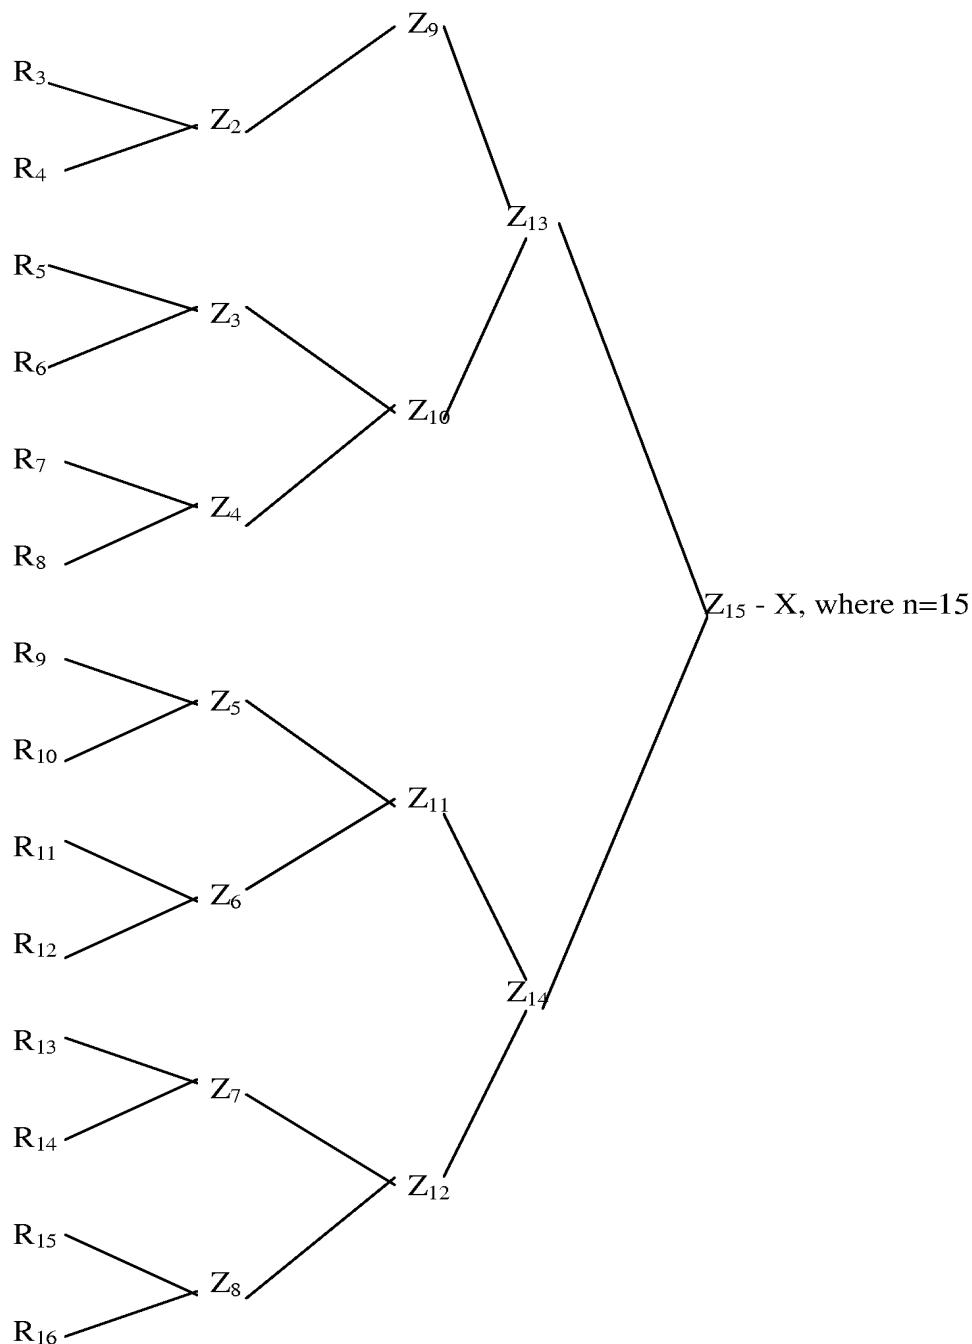 Z₉
R₃
Z₂
R₄
Z₁₃
R₅
Z₃
R₆
Z₁₀
R₇
Z₄
R₈
Z₁₅ - X, where n=15
R₉
Z₅
R₁₀
Z₁₁
R₁₁
Z₆
R₁₂
Z₁₄
R₁₃
Z₇
R₁₄
Z₁₂
R₁₅
Z₈
R₁₆